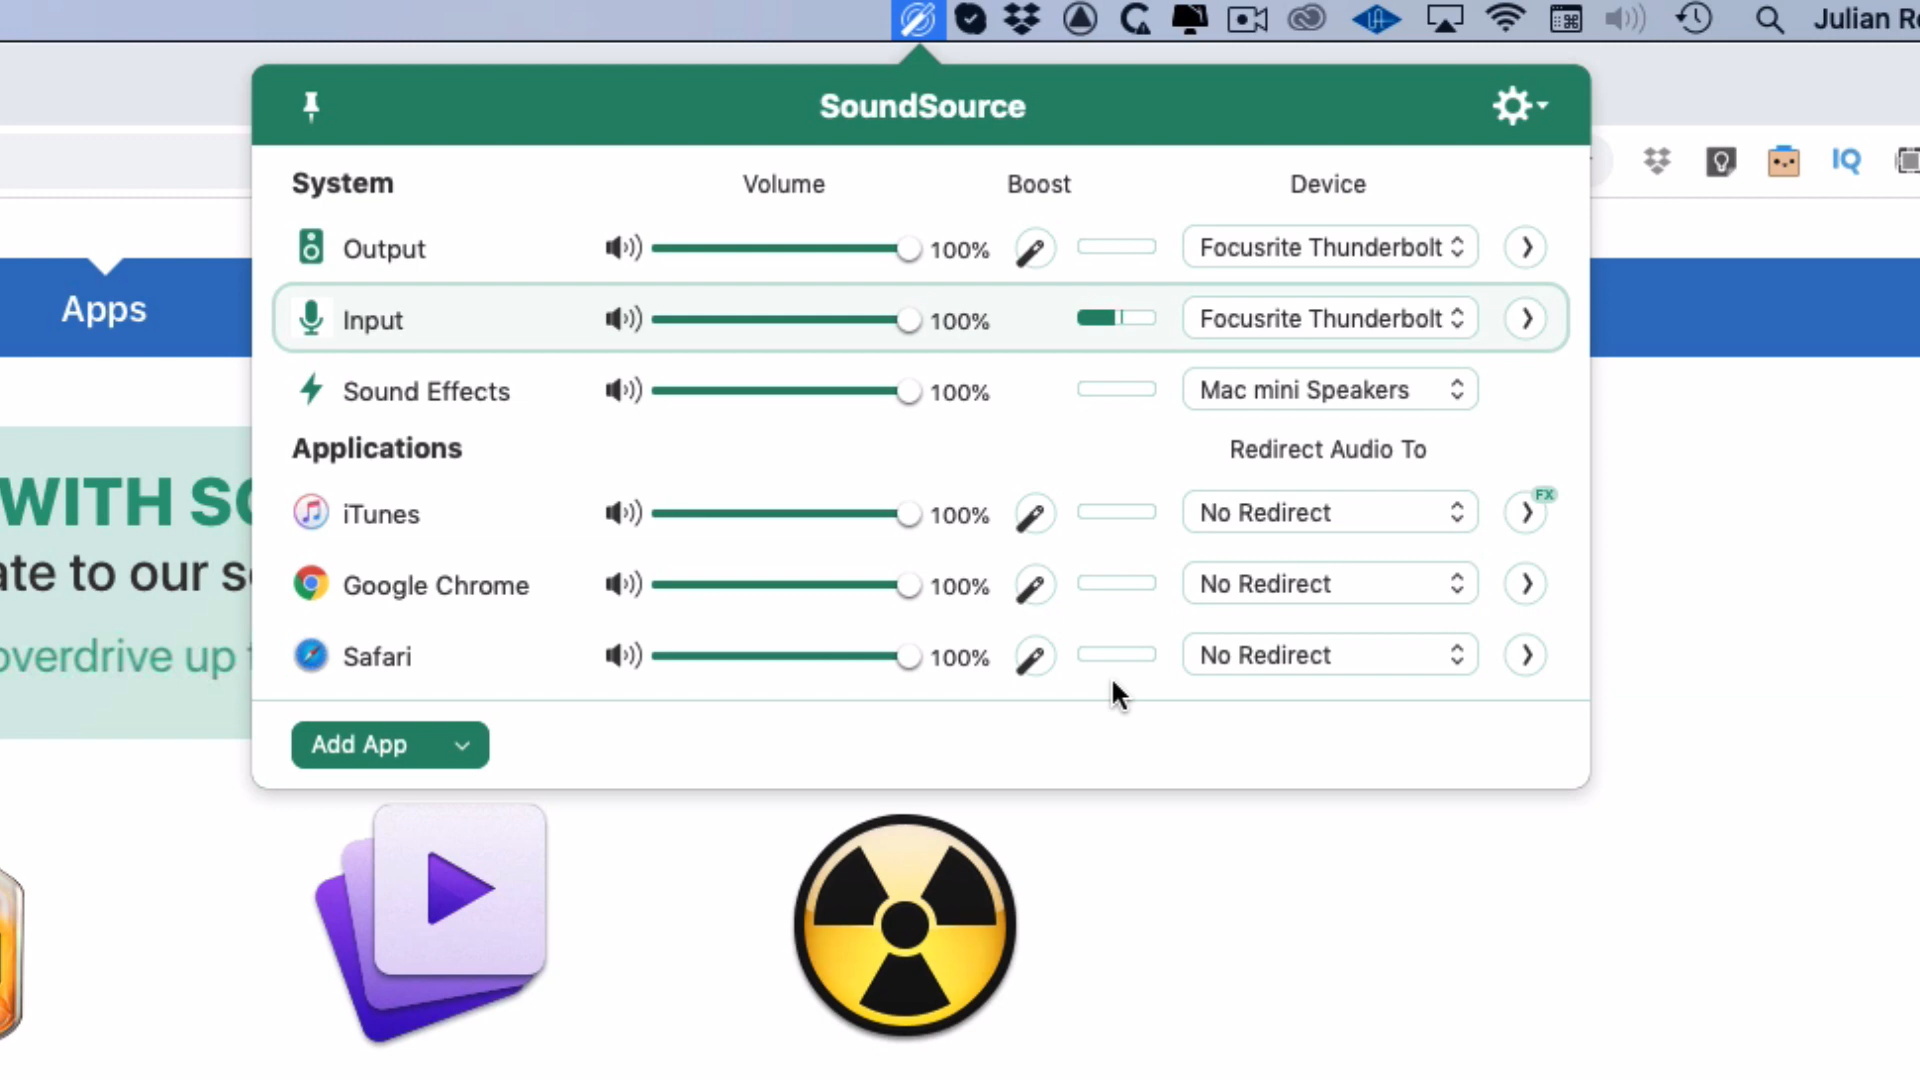 Julian R
SoundSource
IQ
System Volume Boost Device
Output 100% Focusrite Thunderbolt
Apps
Input 100% Focusrite Thunderbolt
Sound Effects 100% Mac mini Speakers
Applications Redirect Audio To
WITH SO
iTunes 100% No Redirect FX
ate to our s
Google Chrome 100% No Redirect
overdrive up
Safari 100% No Redirect
Add App